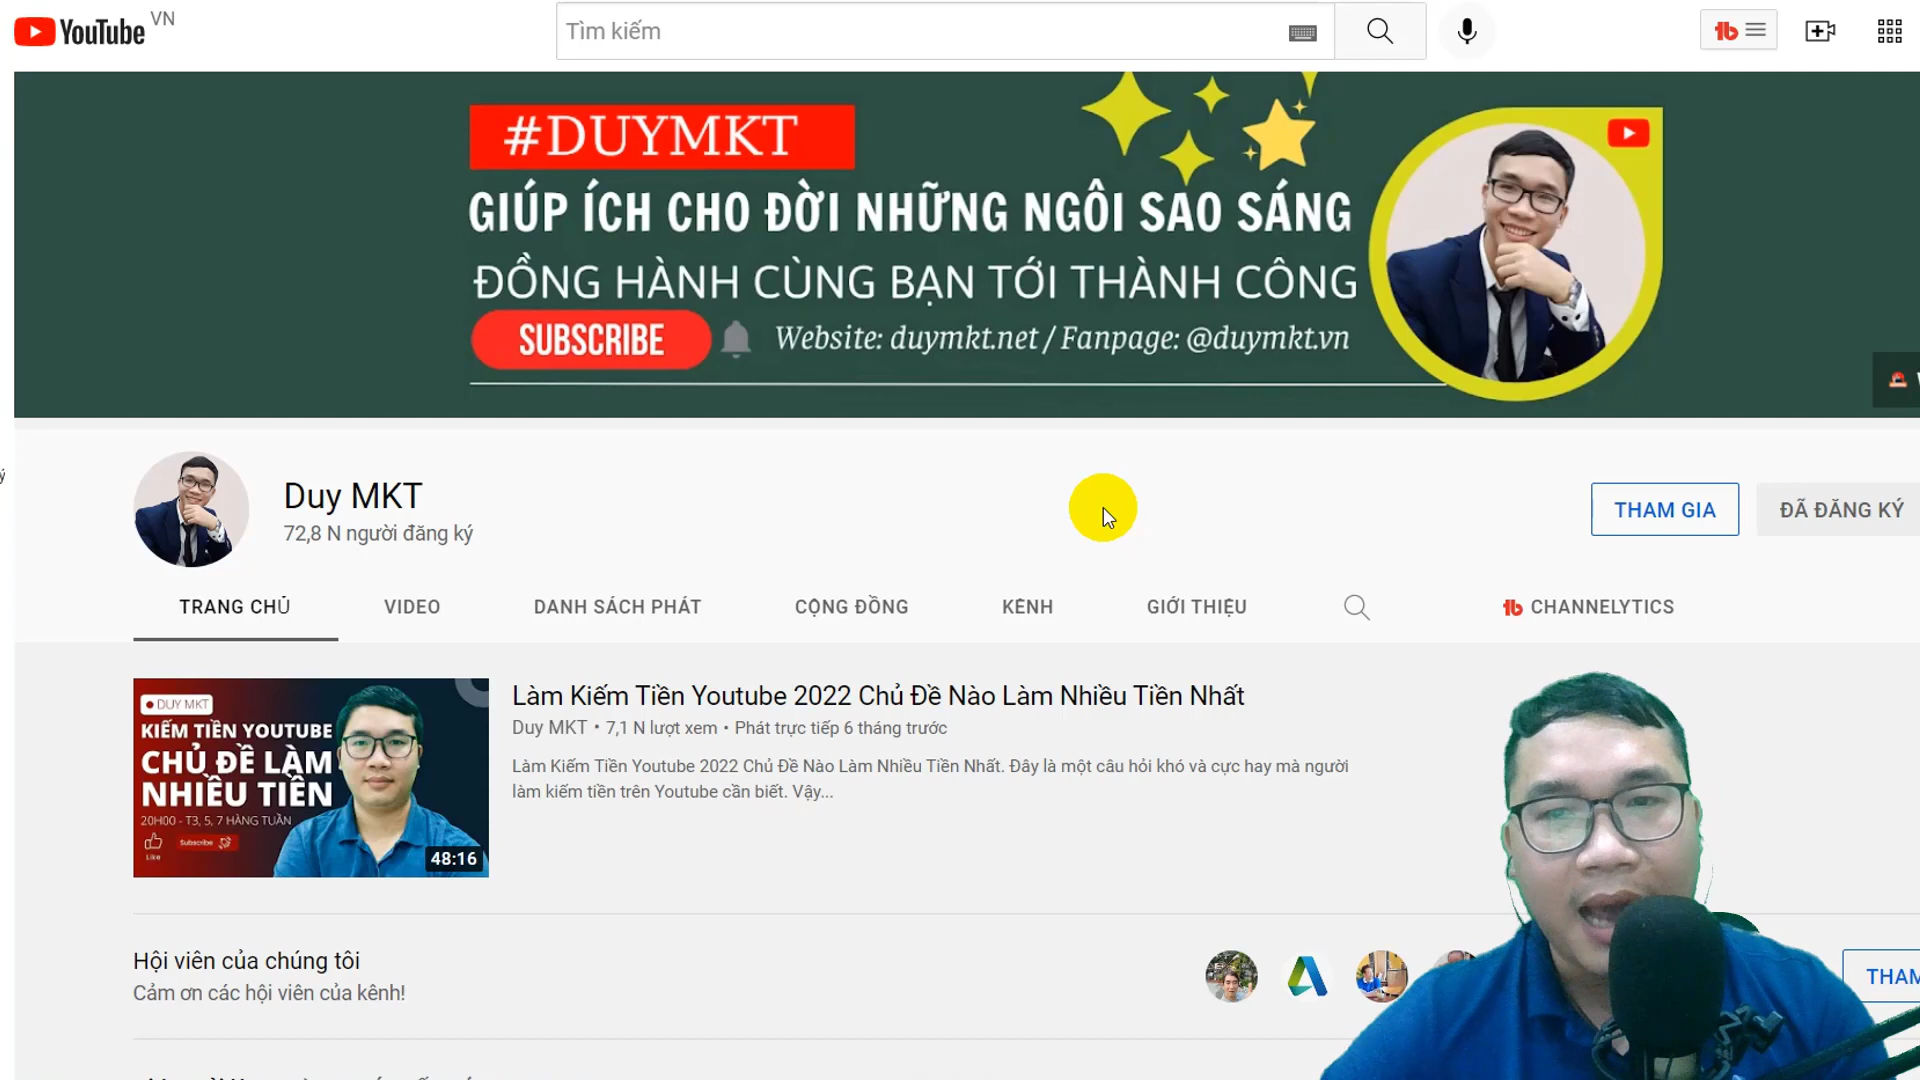 YouTube VN
Tìm kiếm
#DUYMKT
GIÚP ÍCH CHO ĐỜI NHỮNG NGÔI SAO SÁNG
ĐỒNG HÀNH CÙNG BẠN TỚI THÀNH CÔNG
SUBSCRIBE
Website: duymkt.net / Fanpage: @duymkt.vn
Duy MKT
72,8 N người đăng ký
THAM GIA
ĐÃ ĐĂNG KÝ
TRANG CHỦ
VIDEO
DANH SÁCH PHÁT
CỘNG ĐỒNG
KÊNH
GIỚI THIỆU
CHANNELYTICS
DUY MKT
KIẾM TIỀN YOUTUBE
CHỦ ĐỀ LÀM
NHIỀU TIỀN
20H00 - T3, 5, 7 HÀNG TUẦN
Like
Subscribe
48:16
Làm Kiếm Tiền Youtube 2022 Chủ Đề Nào Làm Nhiều Tiền Nhất
Duy MKT • 7,1 N lượt xem • Phát trực tiếp 6 tháng trước
Làm Kiếm Tiền Youtube 2022 Chủ Đề Nào Làm Nhiều Tiền Nhất. Đây là một câu hỏi khó và cực hay mà người
làm kiếm tiền trên Youtube cần biết. Vậy...
Hội viên của chúng tôi
Cảm ơn các hội viên của kênh!
THAM